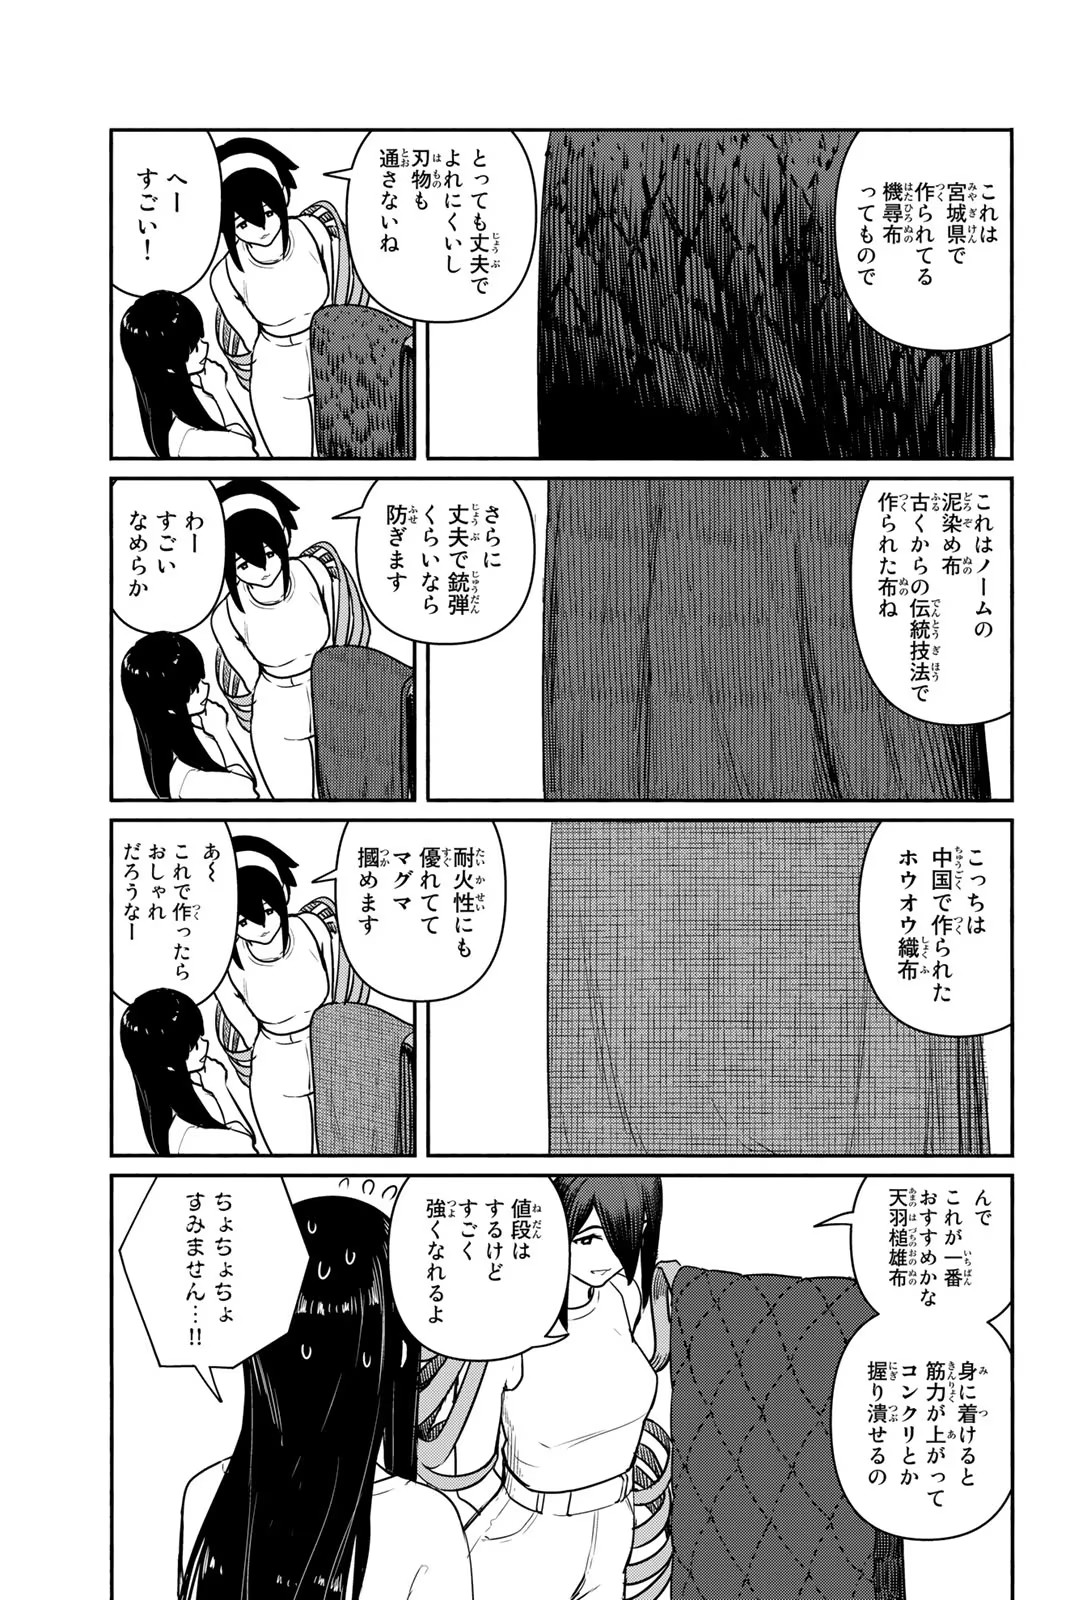 これは
宮城県で
作られてる
機尋布
ってもので
とっても丈夫で
よれにくいし
刃物も
通さないね
へー
すごい！
これはノームの
泥染め布
古くからの伝統技法で
作られた布ね
さらに
丈夫で銃弾
くらいなら
防ぎます
わー
すごい
なめらか
こっちは
中国で作られた
ホウオウ織布
耐火性にも
優れてて
マグマ
摑めます
あ〜
これで作ったら
おしゃれ
だろうなー
んで
これが一番
おすすめかな
天羽槌雄布
身に着けると
筋力が上がって
コンクリとか
握り潰せるの
値段は
するけど
すごく
強くなれるよ
ちょちょちょ
すみません…!!